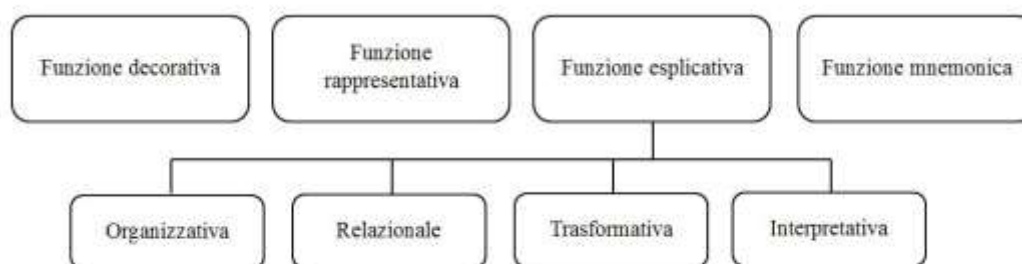 Funzione decorativa
Funzione
rappresentativa
Funzione esplicativa
Funzione mnemonica
Organizzativa
Relazionale
Trasformativa
Interpretativa